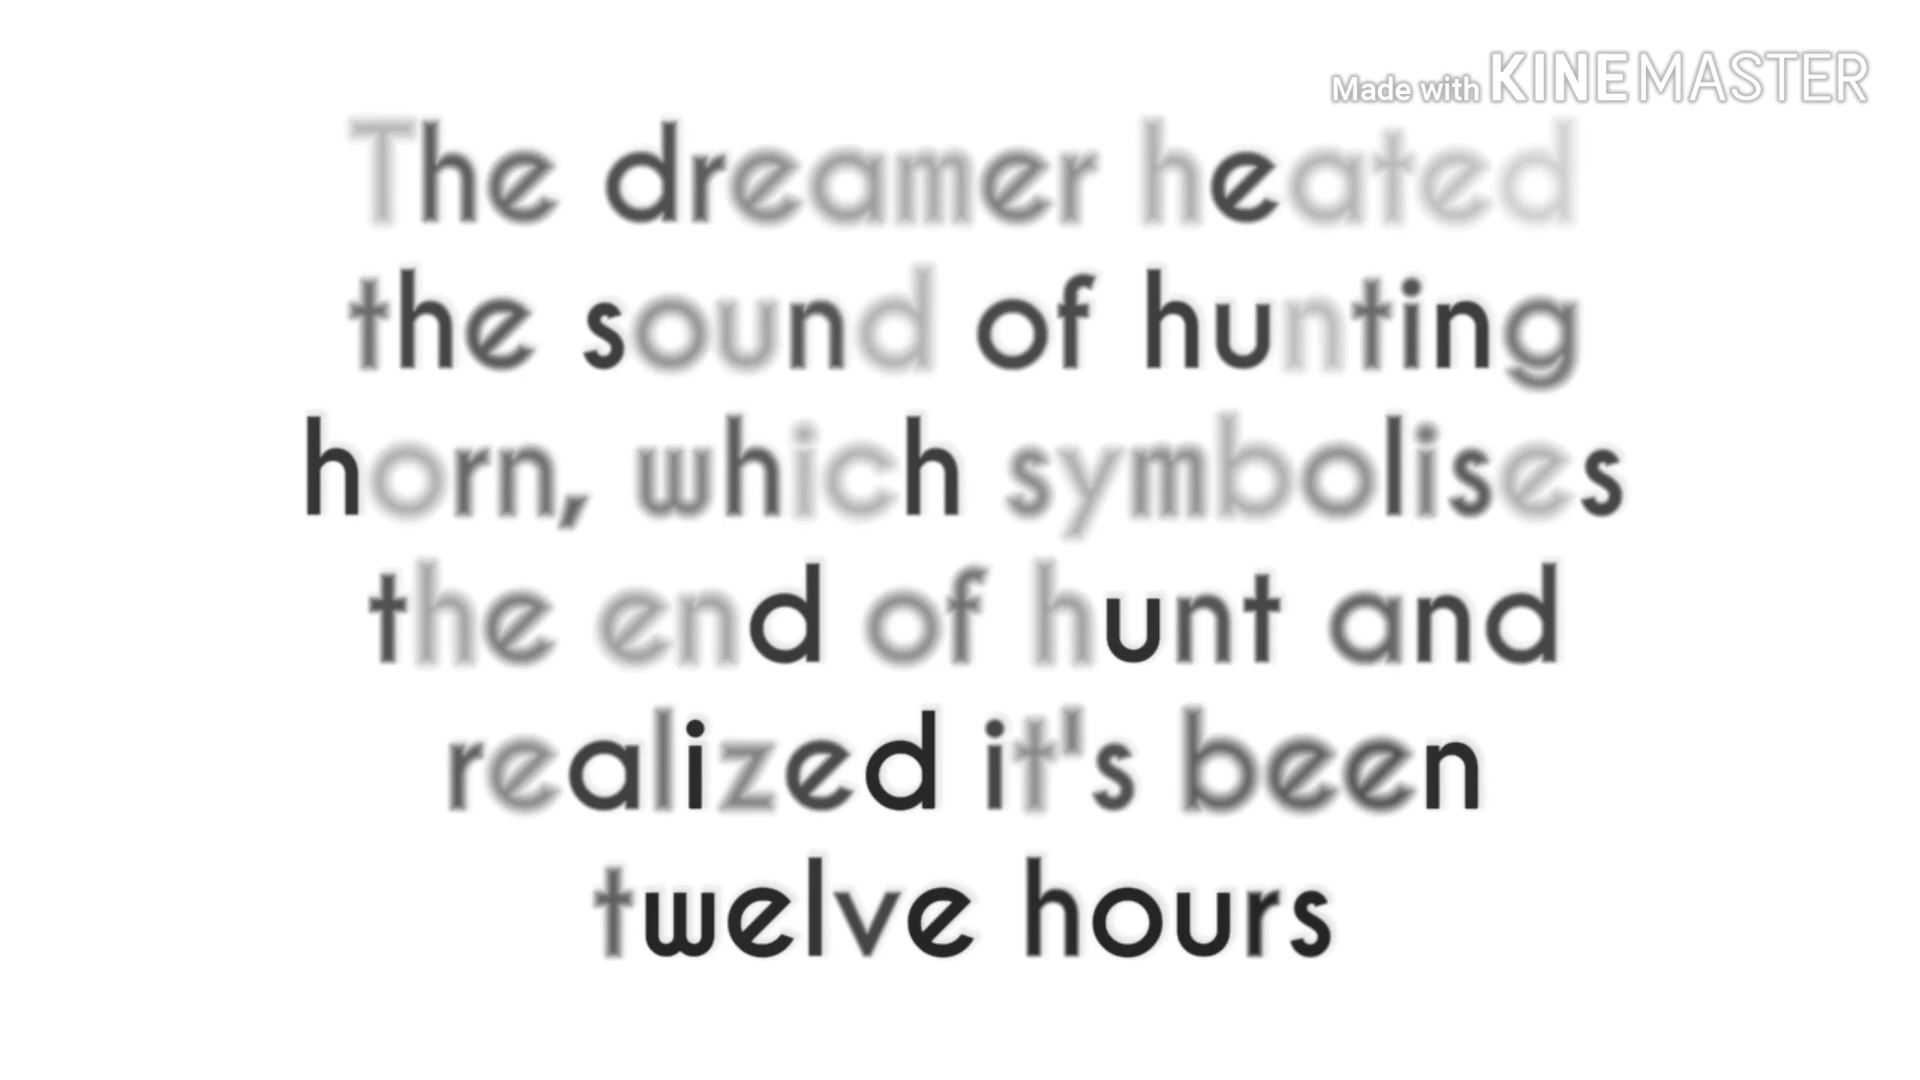 Made with KINEMASTER
The dreamer heated
the sound of hunting
horn, which symbolises
the end of hunt and
realized it's been
twelve hours